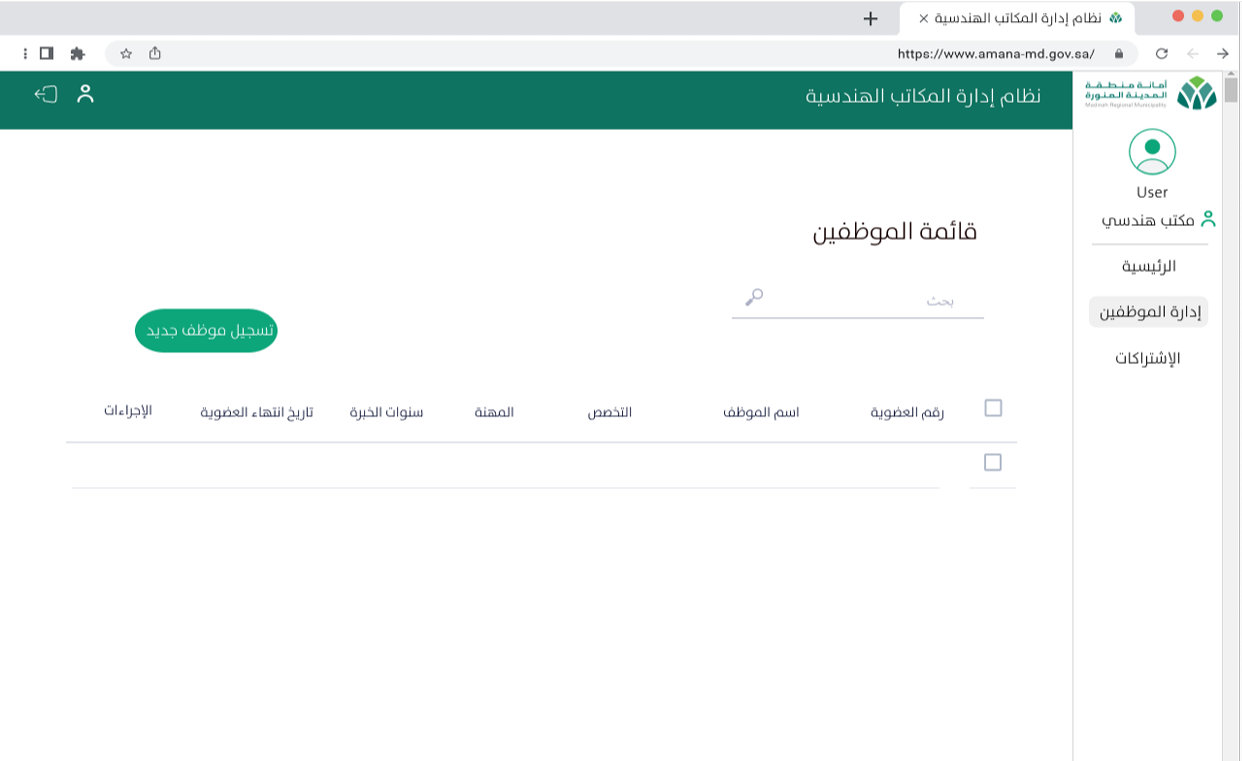 نظام إدارة المكاتب الهندسية
https://www.amana-md.gov.sa/
أمانة منطقة
المدينة المنورة
Madinah Regional Municipality
نظام إدارة المكاتب الهندسية
User
مكتب هندسي
الرئيسية
إدارة الموظفين
الإشتراكات
قائمة الموظفين
بحث
تسجيل موظف جديد
رقم العضوية اسم الموظف التخصص المهنة سنوات الخبرة تاريخ انتهاء العضوية الإجراءات